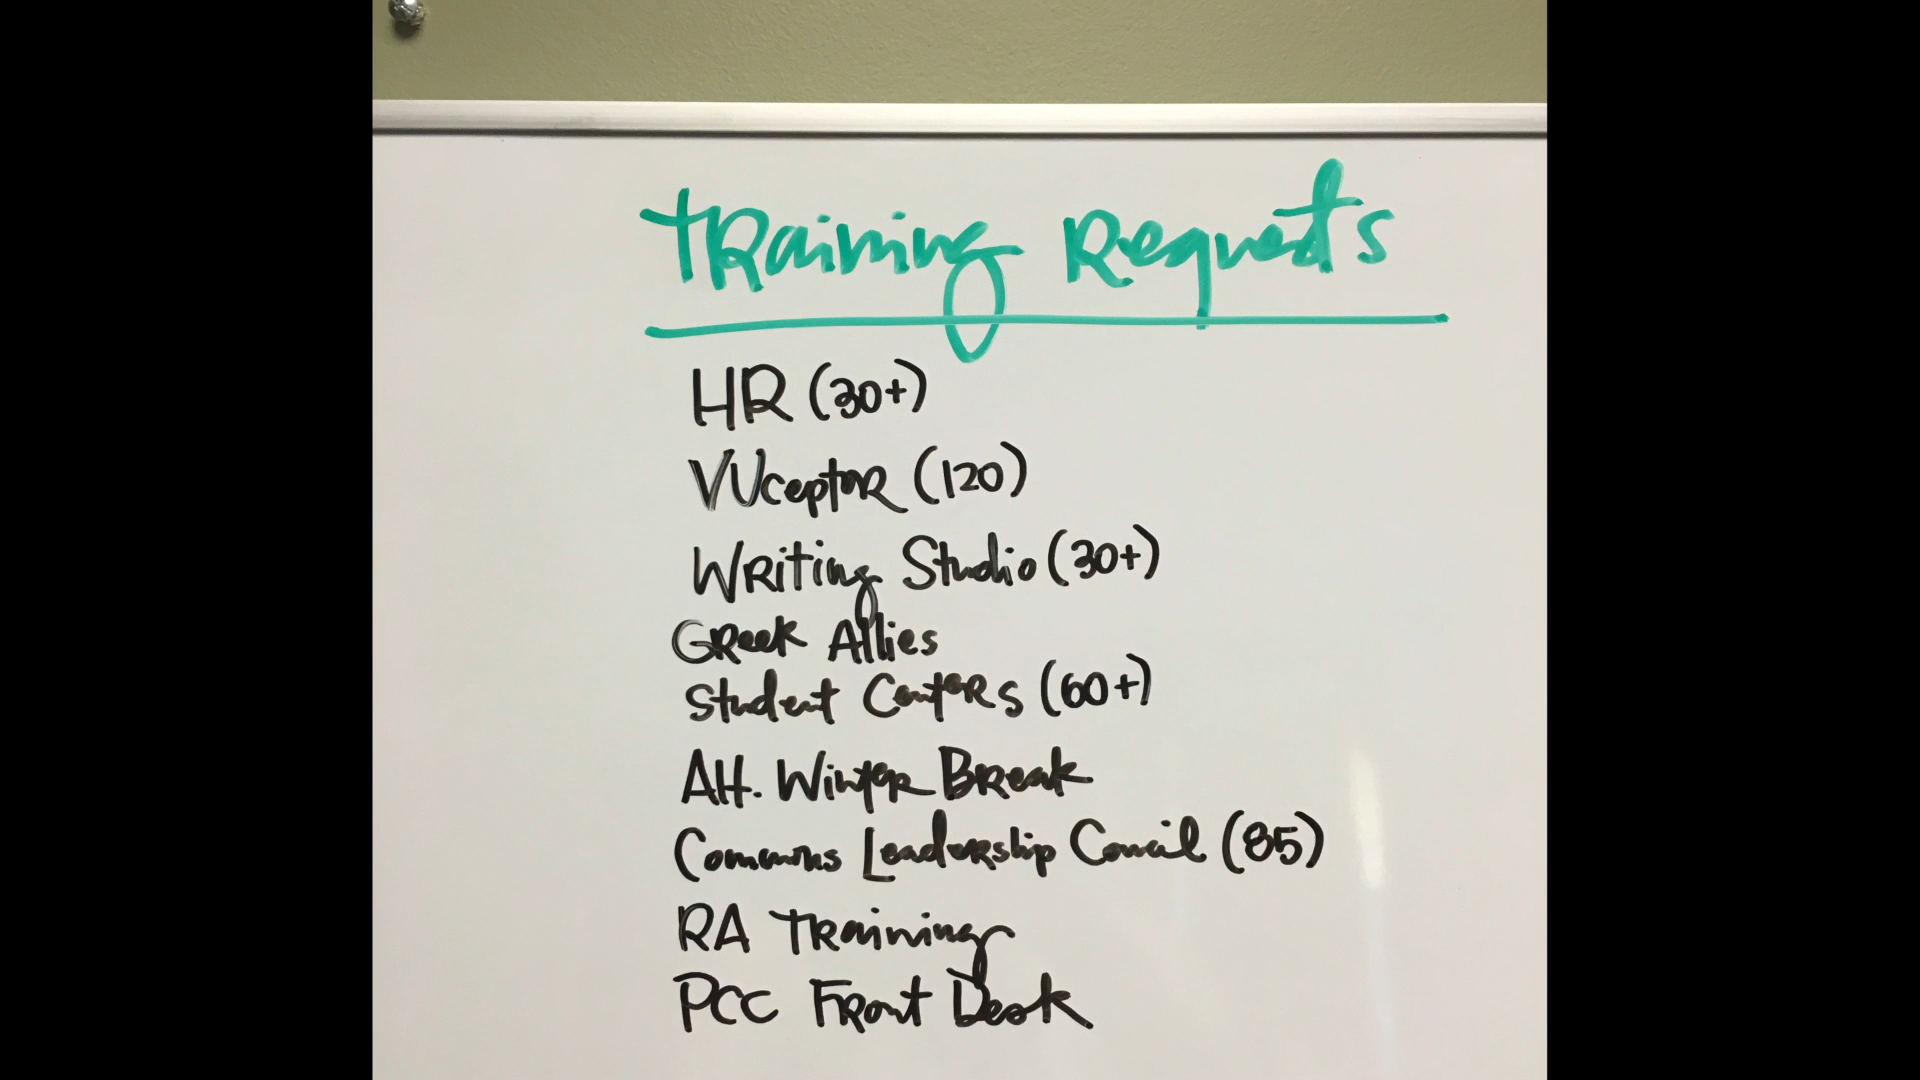 Training Requests
HR (30+)
VUceptor (120)
Writing Studio (30+)
Greek Allies
Student Centers (60+)
Alt. Winter Break
Commons Leadership Council (85)
RA Training
PCC Front Desk